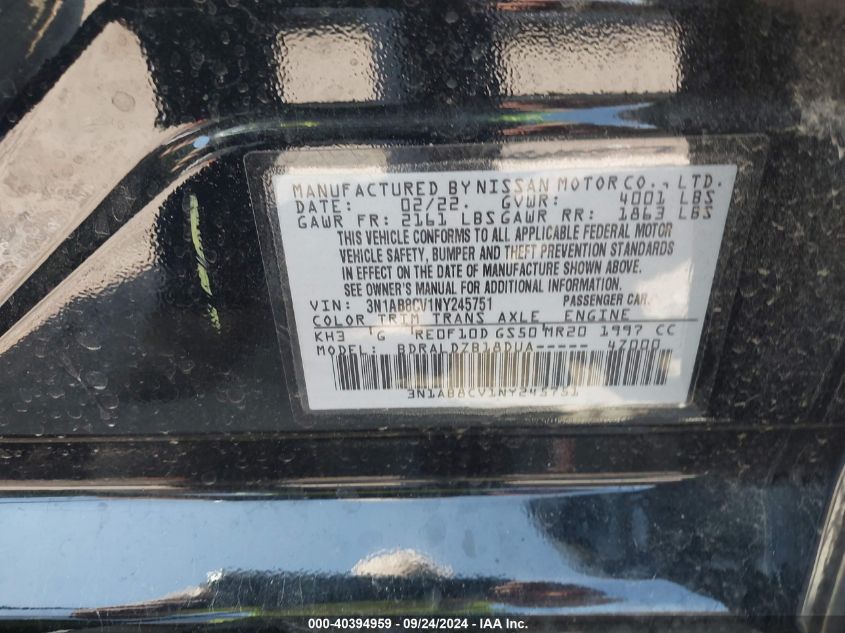 MANUFACTURED BY NISSAN MOTOR CO., LTD.
DATE: 02/22. GVWR: 4001 LBS
GAWR FR: 2161 LBS GAWR RR: 1863 LBS
THIS VEHICLE CONFORMS TO ALL APPLICABLE FEDERAL MOTOR
VEHICLE SAFETY, BUMPER AND THEFT PREVENTION STANDARDS
IN EFFECT ON THE DATE OF MANUFACTURE SHOWN ABOVE.
SEE OWNER'S MANUAL FOR ADDITIONAL INFORMATION.
VIN: 3N1AB8CV1NY245751 PASSENGER CAR
COLOR TRIM TRANS AXLE ENGINE
KH3 G RE0F10D GS50 MR20 1997 CC
MODEL: BDRALDZB18DUA----- 4Z000
3N1AB8CV1NY245751
000-40394959 - 09/24/2024 - IAA Inc.